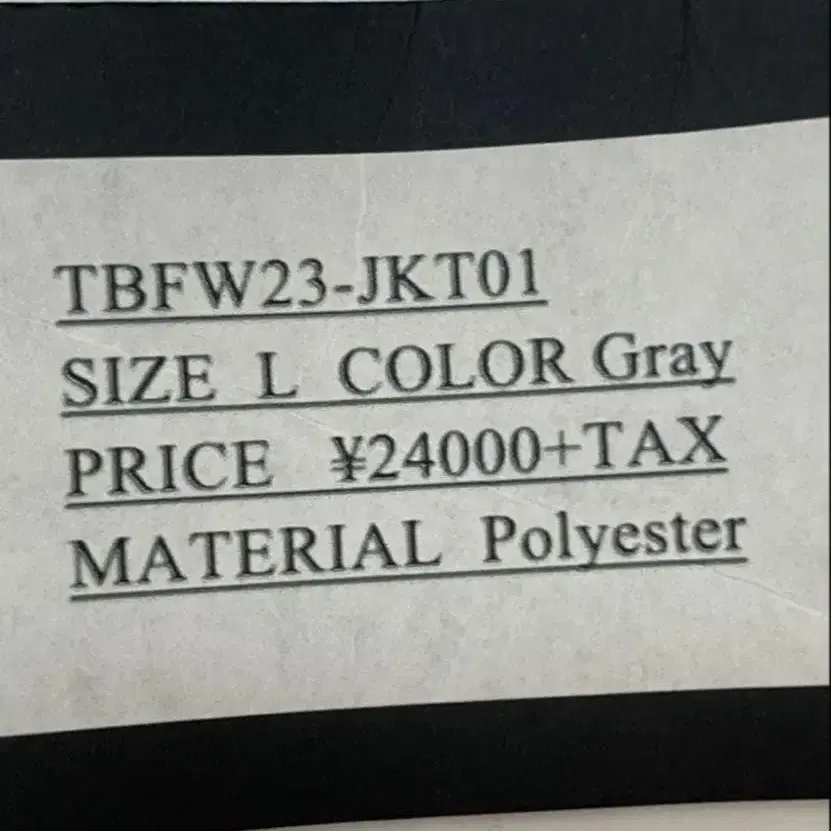 TBFW23-JKT01
SIZE L COLOR Gray
PRICE ¥24000+TAX
MATERIAL Polyester